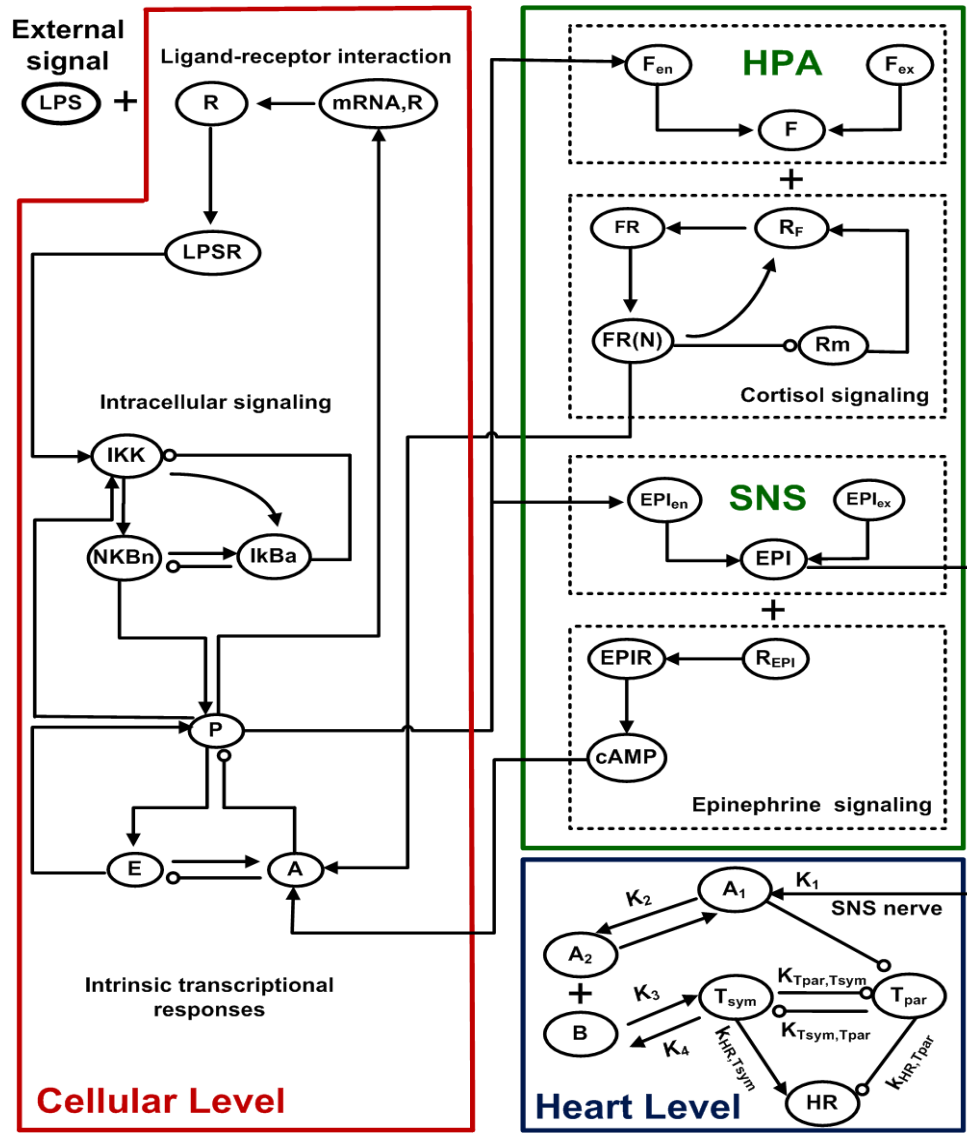 External
signal
LPS
+
Ligand-receptor interaction
R
mRNA,R
LPSR
Intracellular signaling
IKK
NKBn
IkBa
P
E
A
Intrinsic transcriptional
responses
Cellular Level
HPA
Fen
Fex
F
+
FR
RF
FR(N)
Rm
Cortisol signaling
SNS
EPIen
EPIex
EPI
+
EPIR
REPI
cAMP
Epinephrine signaling
A1
K1
SNS nerve
K2
A2
+
B
K3
K4
Tsym
KTpar,Tsym
KTsym,Tpar
Tpar
kHR,Tsym
kHR,Tpar
HR
Heart Level